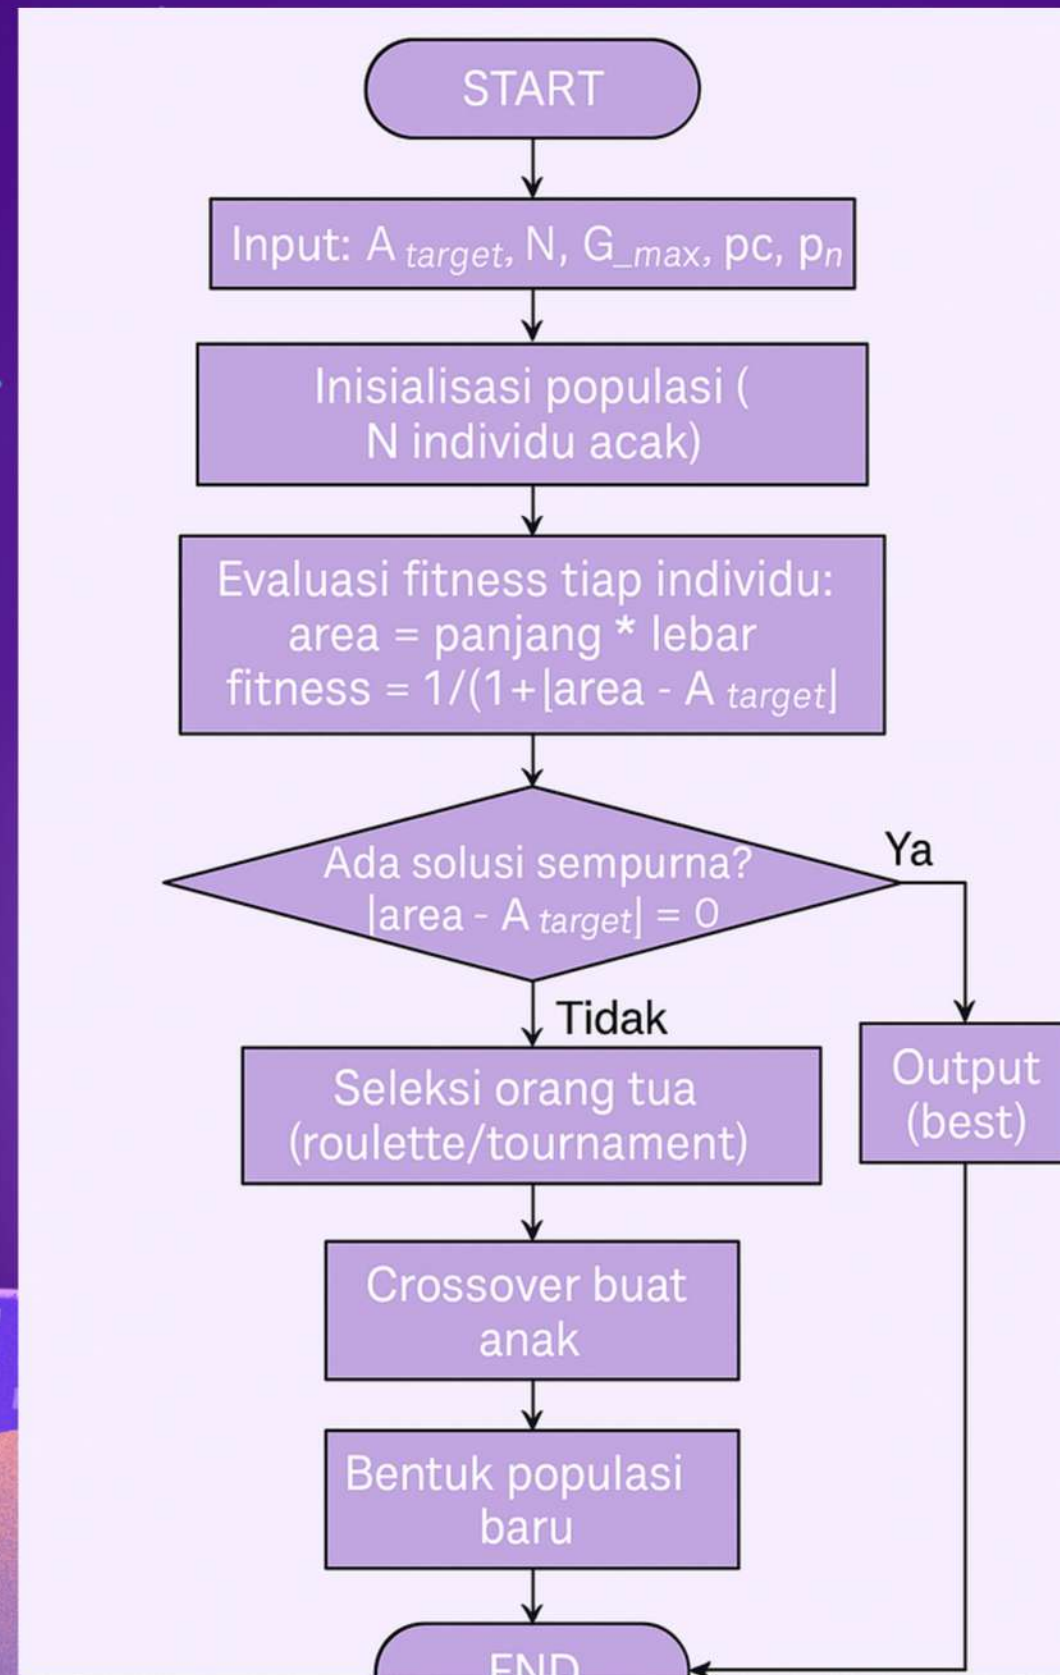 START
Input: A target, N, G_max, pc, pn
Inisialisasi populasi (
N individu acak)
Evaluasi fitness tiap individu:
area = panjang * lebar
fitness = 1/(1+|area - A target|
Ada solusi sempurna?
|area - A target| = 0
Ya
Tidak
Seleksi orang tua
(roulette/tournament)
Output
(best)
Crossover buat
anak
Bentuk populasi
baru
END